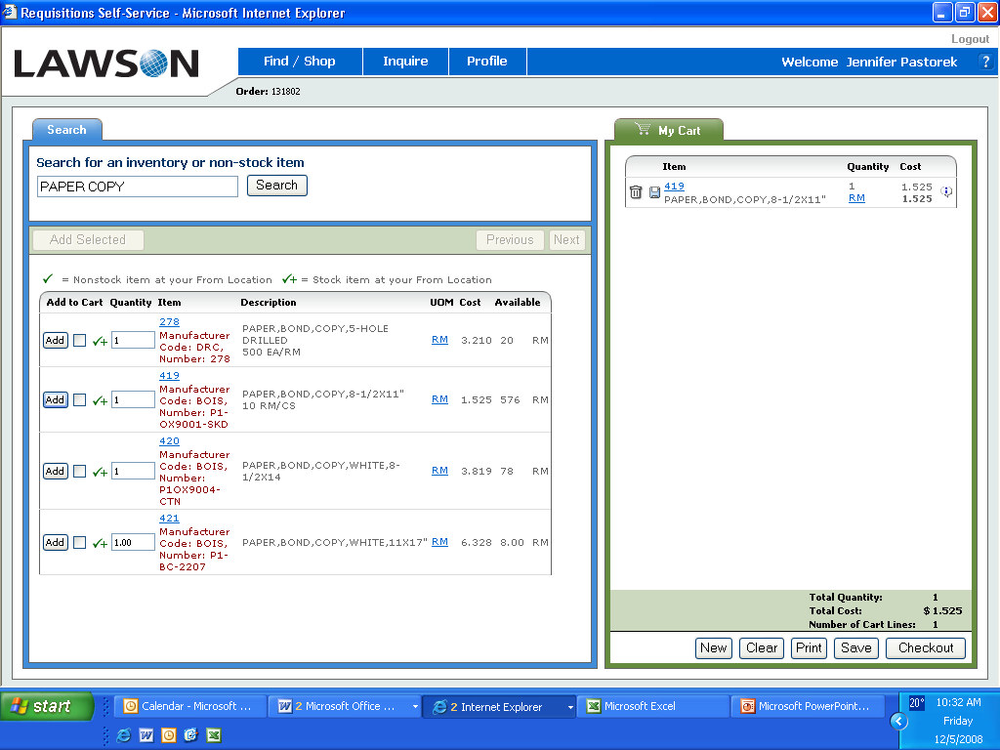 Requisitions Self-Service - Microsoft Internet Explorer
Logout
LAWSON
Find / Shop
Inquire
Profile
Welcome Jennifer Pastorek
?
Order: 131802
Search
Search for an inventory or non-stock item
PAPER COPY
Search
Add Selected
Previous
Next
✓ = Nonstock item at your From Location ✓+ = Stock item at your From Location
Add to Cart Quantity Item Description UOM Cost Available
Add ✓+ 1
278
Manufacturer
Code: DRC,
Number: 278
PAPER,BOND,COPY,5-HOLE
DRILLED
500 EA/RM
RM 3.210 20 RM
Add ✓+ 1
419
Manufacturer
Code: BOIS,
Number: P1-
OX9001-SKD
PAPER,BOND,COPY,8-1/2X11"
10 RM/CS
RM 1.525 576 RM
Add ✓+ 1
420
Manufacturer
Code: BOIS,
Number:
P1OX9004-
CTN
PAPER,BOND,COPY,WHITE,8-
1/2X14
RM 3.819 78 RM
Add ✓+ 1.00
421
Manufacturer
Code: BOIS,
Number: P1-
BC-2207
PAPER,BOND,COPY,WHITE,11X17"
RM 6.328 8.00 RM
My Cart
Item Quantity Cost
419 1 1.525
PAPER,BOND,COPY,8-1/2X11" RM 1.525
Total Quantity: 1
Total Cost: $ 1.525
Number of Cart Lines: 1
New
Clear
Print
Save
Checkout
start
Calendar - Microsoft ...
2 Microsoft Office ...
2 Internet Explorer
Microsoft Excel
Microsoft PowerPoint...
20°
10:32 AM
Friday
12/5/2008